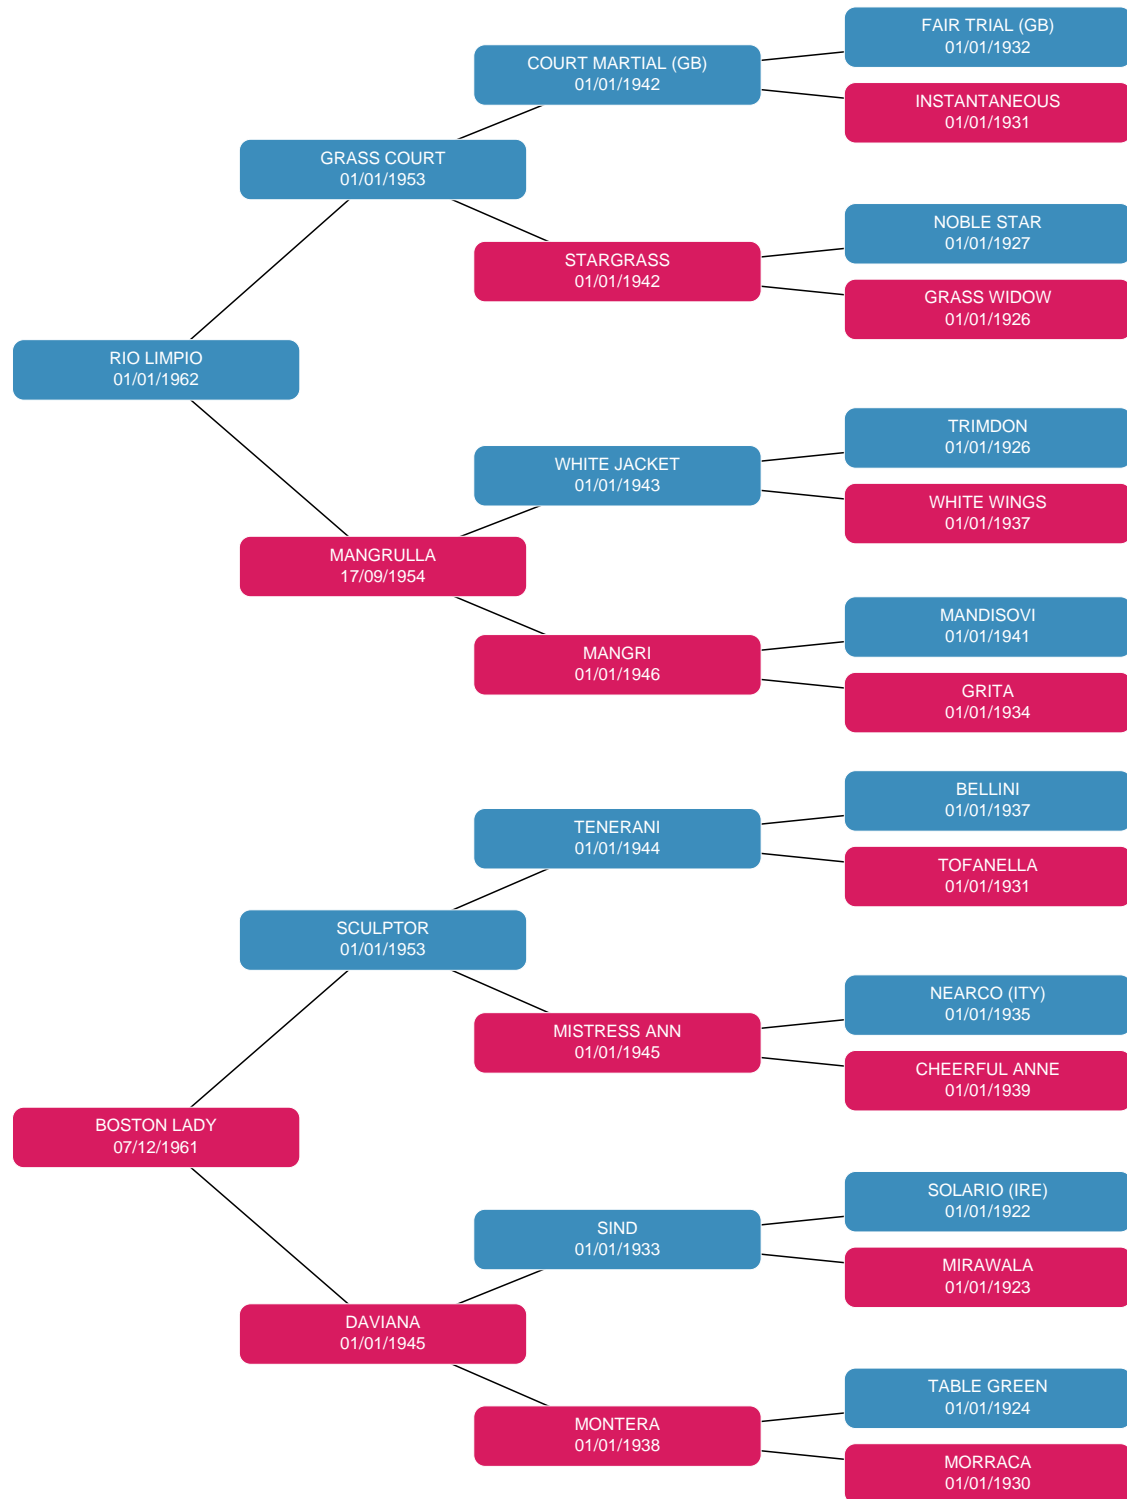 FAIR TRIAL (GB)
01/01/1932
COURT MARTIAL (GB)
01/01/1942
INSTANTANEOUS
01/01/1931
GRASS COURT
01/01/1953
NOBLE STAR
01/01/1927
STARGRASS
01/01/1942
GRASS WIDOW
01/01/1926
RIO LIMPIO
01/01/1962
TRIMDON
01/01/1926
WHITE JACKET
01/01/1943
WHITE WINGS
01/01/1937
MANGRULLA
17/09/1954
MANDISOVI
01/01/1941
MANGRI
01/01/1946
GRITA
01/01/1934
BELLINI
01/01/1937
TENERANI
01/01/1944
TOFANELLA
01/01/1931
SCULPTOR
01/01/1953
NEARCO (ITY)
01/01/1935
MISTRESS ANN
01/01/1945
CHEERFUL ANNE
01/01/1939
BOSTON LADY
07/12/1961
SOLARIO (IRE)
01/01/1922
SIND
01/01/1933
MIRAWALA
01/01/1923
DAVIANA
01/01/1945
TABLE GREEN
01/01/1924
MONTERA
01/01/1938
MORRACA
01/01/1930